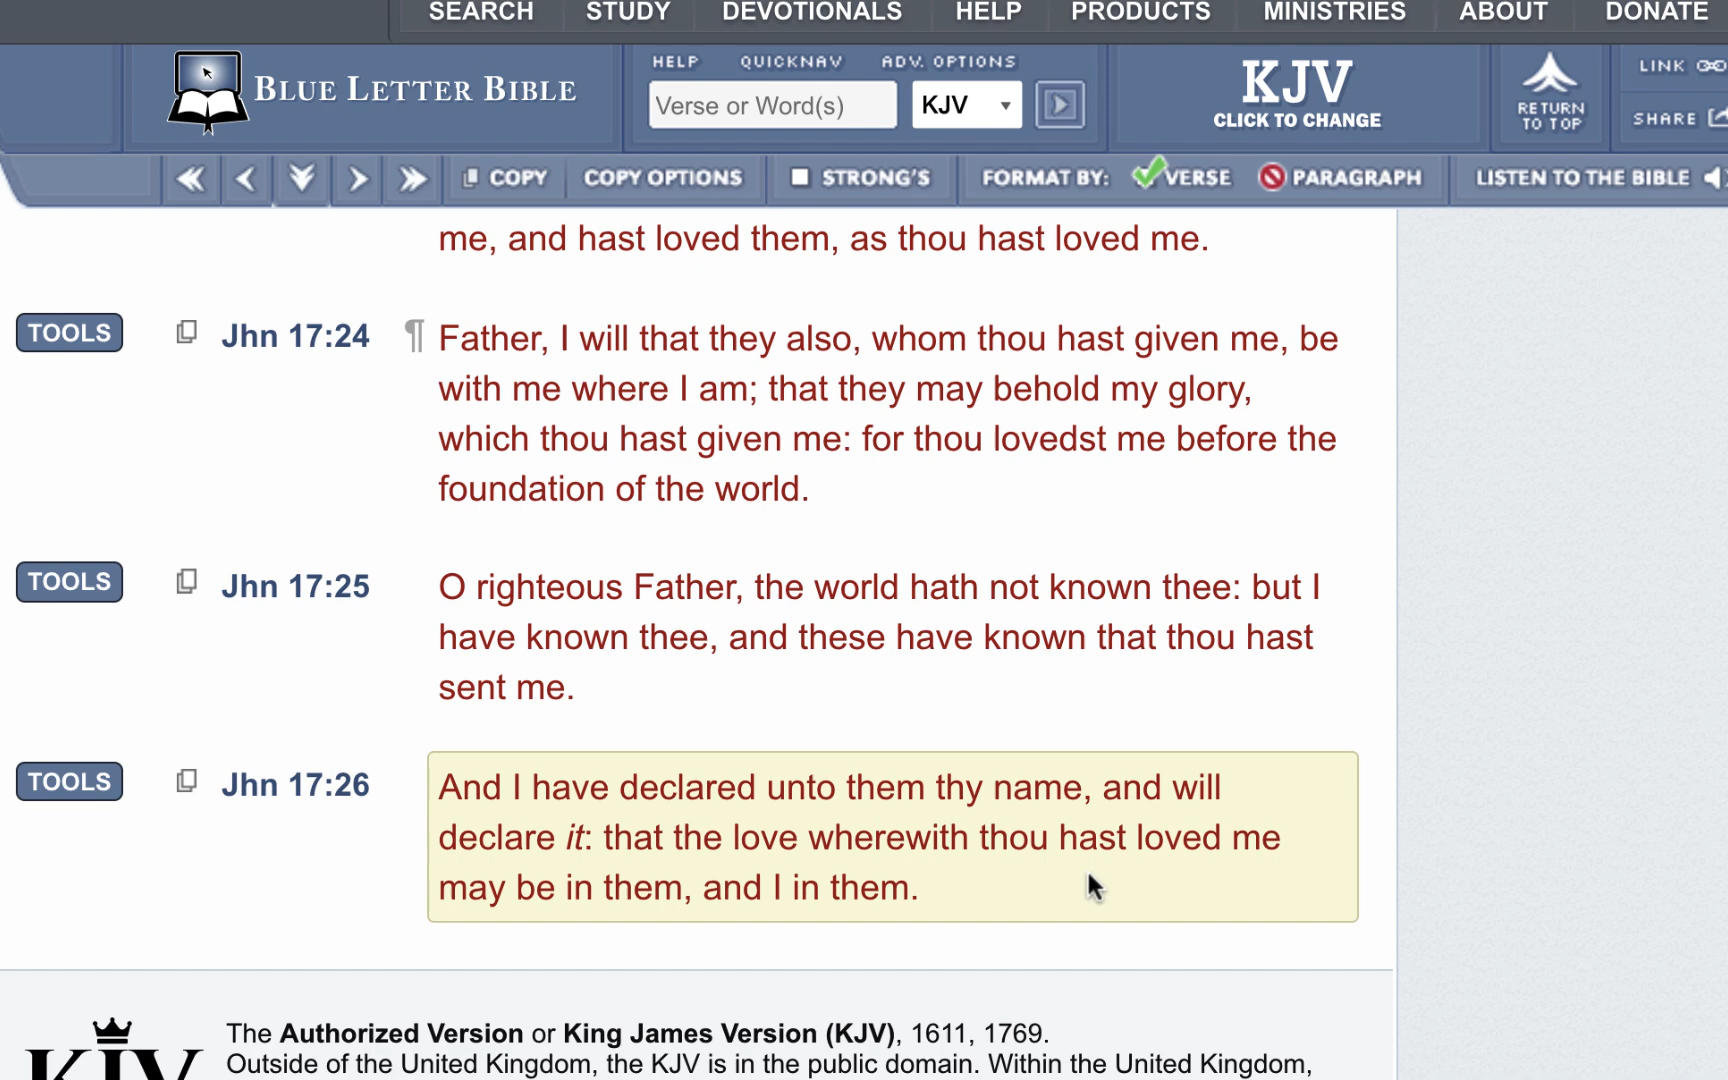 SEARCH STUDY DEVOTIONALS HELP PRODUCTS MINISTRIES ABOUT DONATE
BLUE LETTER BIBLE
HELP QUICKNAV ADV. OPTIONS
Verse or Word(s) KJV
KJV
CLICK TO CHANGE
RETURN
TO TOP
LINK
SHARE
COPY COPY OPTIONS STRONG'S FORMAT BY: VERSE PARAGRAPH LISTEN TO THE BIBLE
me, and hast loved them, as thou hast loved me.
TOOLS Jhn 17:24 ¶ Father, I will that they also, whom thou hast given me, be
with me where I am; that they may behold my glory,
which thou hast given me: for thou lovedst me before the
foundation of the world.
TOOLS Jhn 17:25 O righteous Father, the world hath not known thee: but I
have known thee, and these have known that thou hast
sent me.
TOOLS Jhn 17:26 And I have declared unto them thy name, and will
declare it: that the love wherewith thou hast loved me
may be in them, and I in them.
KJV
The Authorized Version or King James Version (KJV), 1611, 1769.
Outside of the United Kingdom, the KJV is in the public domain. Within the United Kingdom,